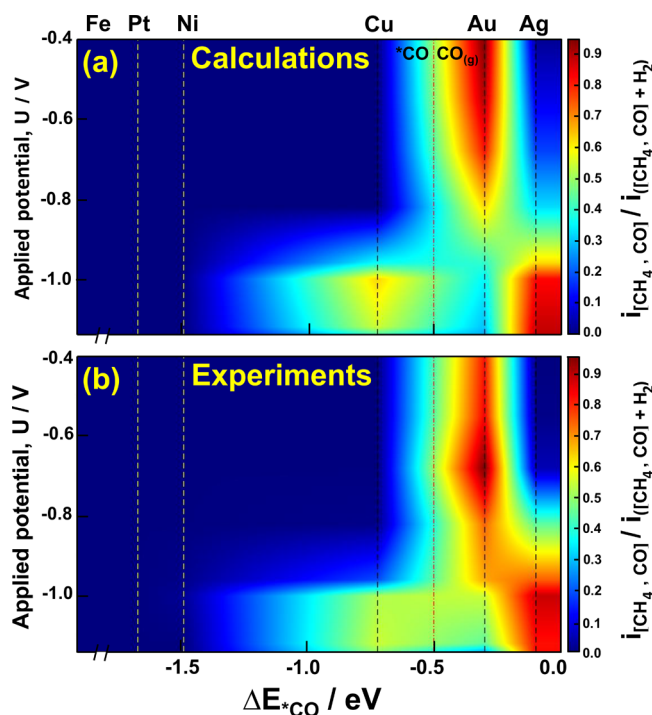 Fe Pt Ni Cu Au Ag
(a) Calculations
*CO CO(g)
Applied potential, U / V
-0.4
-0.6
-0.8
-1.0
0.9
0.8
0.7
0.6
0.5
0.4
0.3
0.2
0.1
0.0
i[CH4, CO] / i([CH4, CO] + H2)
(b) Experiments
Applied potential, U / V
-0.4
-0.6
-0.8
-1.0
0.9
0.8
0.7
0.6
0.5
0.4
0.3
0.2
0.1
0.0
i[CH4, CO] / i([CH4, CO] + H2)
-1.5 -1.0 -0.5 0.0
ΔE*CO / eV